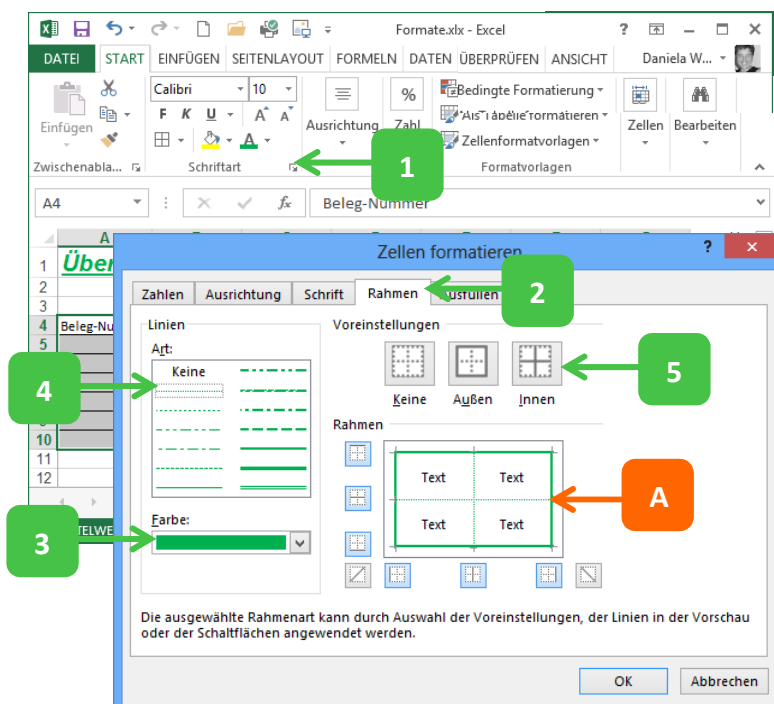 Formate.xlx - Excel
DATEI START EINFÜGEN SEITENLAYOUT FORMELN DATEN ÜBERPRÜFEN ANSICHT Daniela W...
Calibri 10
Einfügen
F K U A A
A
Ausrichtung
%
Zahl
Bedingte Formatierung
Zellenformatvorlagen
Zellen Bearbeiten
Zwischenabla... Schriftart Formatvorlagen
1
A4 fx Beleg-Nummer
A
1 Über
2
3
4 Beleg-Nu
5
10
11
12
Zellen formatieren
Zahlen Ausrichtung Schrift Rahmen Ausfüllen
2
Linien
Art:
Keine
4
Farbe:
3
Voreinstellungen
Keine Außen Innen
5
Rahmen
Text Text
Text Text
A
Die ausgewählte Rahmenart kann durch Auswahl der Voreinstellungen, der Linien in der Vorschau
oder der Schaltflächen angewendet werden.
OK Abbrechen